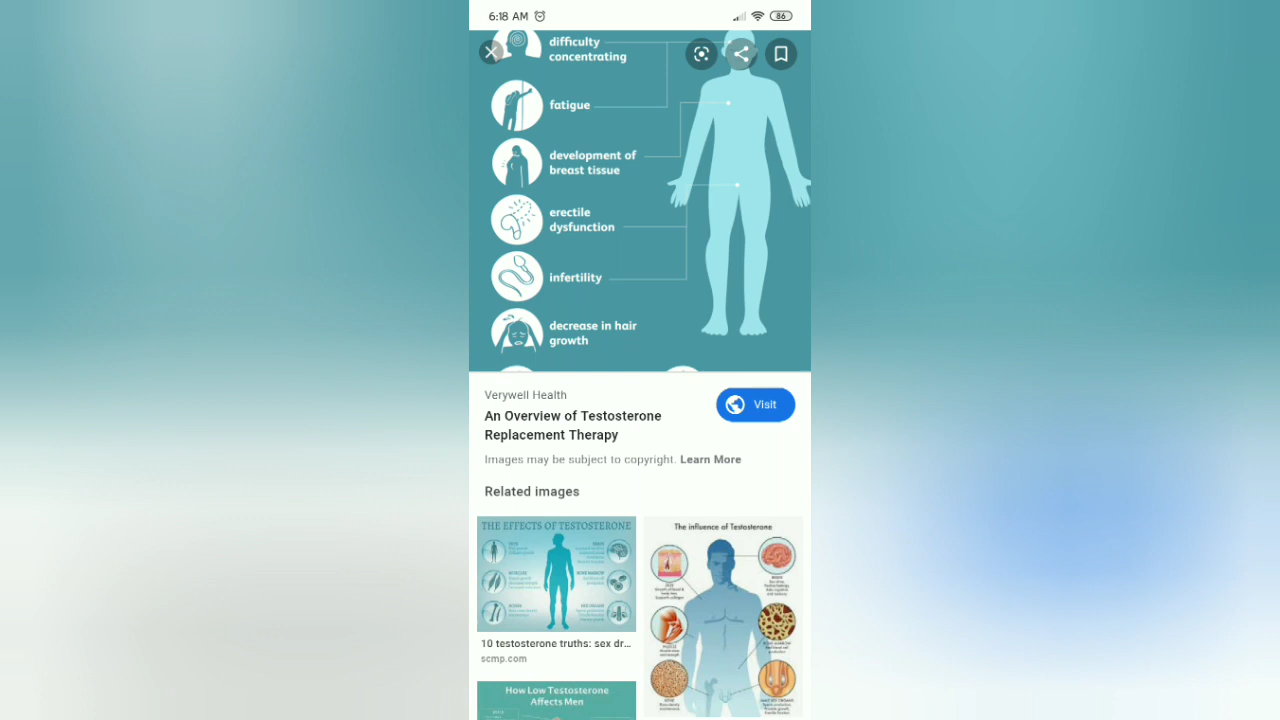 6:18 AM
86
difficulty
concentrating
fatigue
development of
breast tissue
erectile
dysfunction
infertility
decrease in hair
growth
Verywell Health
An Overview of Testosterone
Replacement Therapy
Visit
Images may be subject to copyright. Learn More
Related images
THE EFFECTS OF TESTOSTERONE
10 testosterone truths: sex dr...
scmp.com
The influence of Testosterone
How Low Testosterone
Affects Men